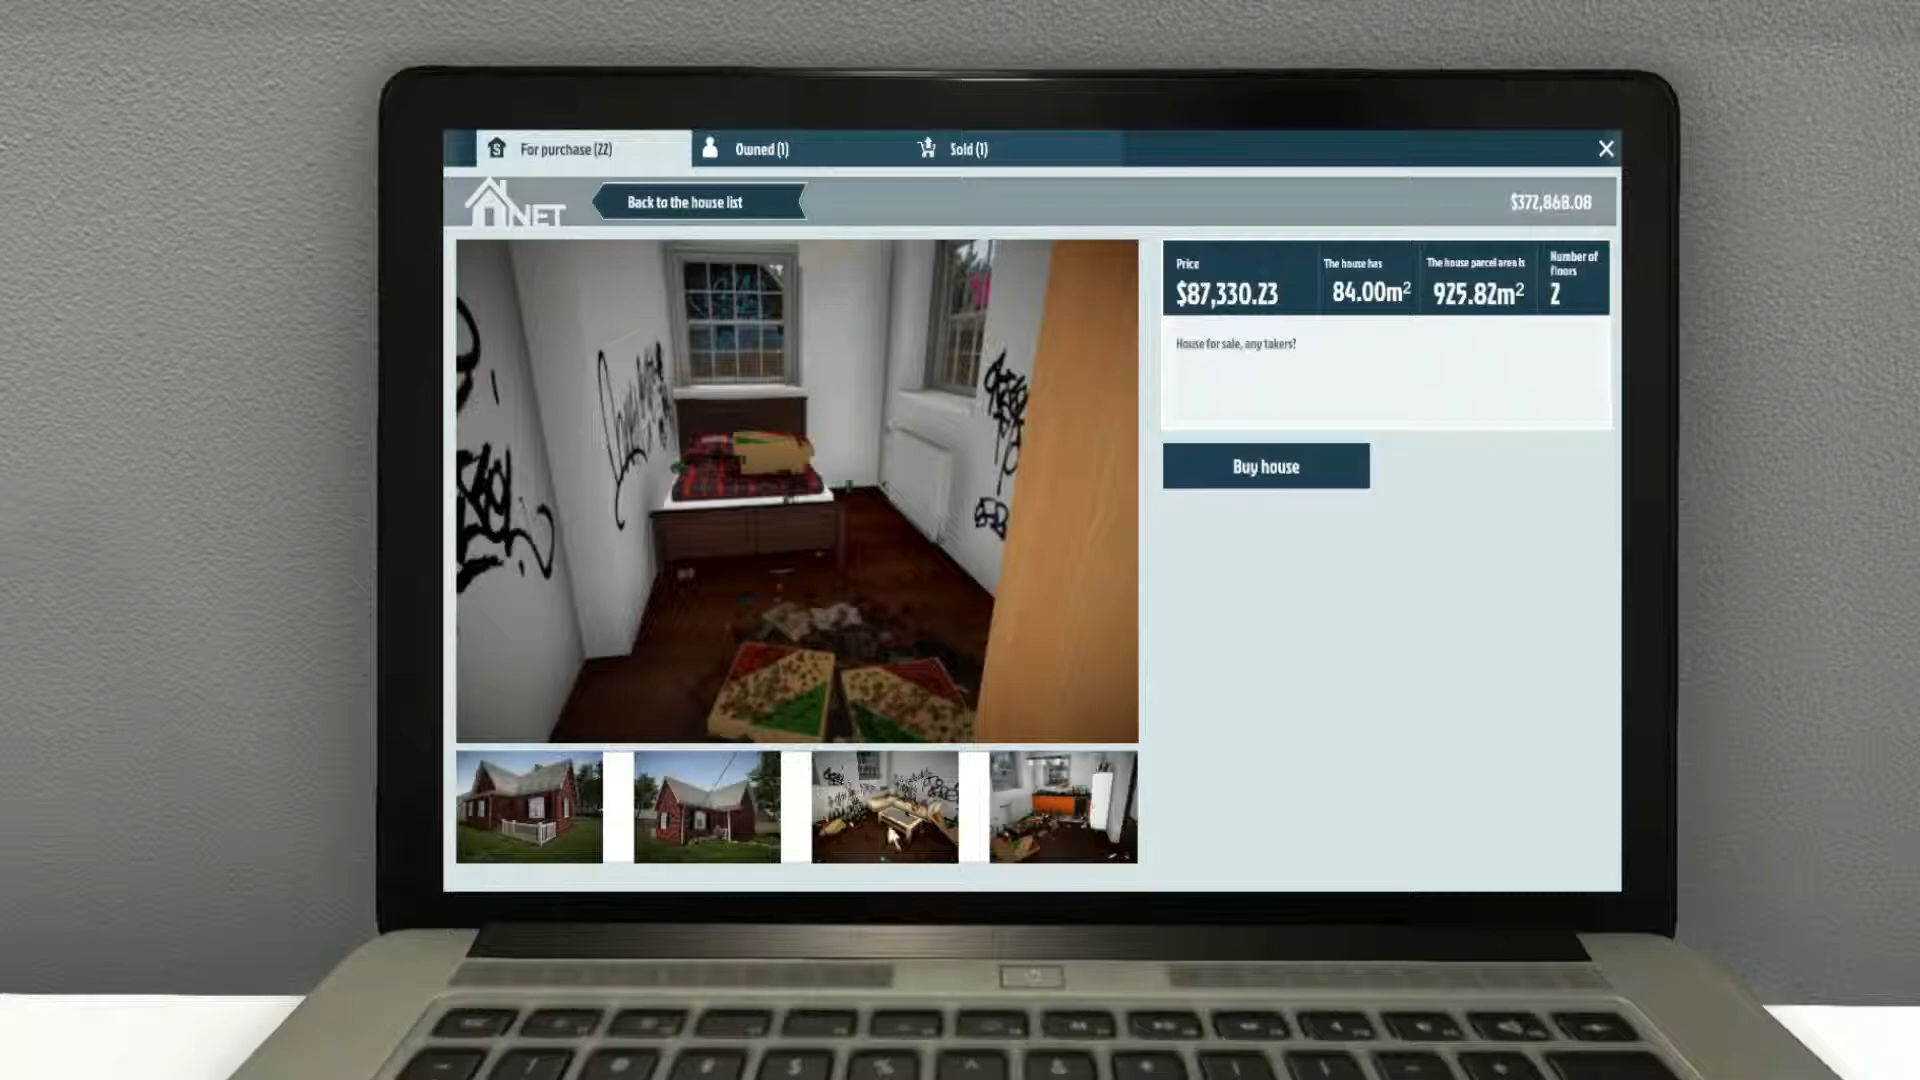 For purchase (22)
Owned (1)
Sold (1)
NET
Back to the house list
$372,868.08
Price
$87,330.23
The house has
84.00m²
The house parcel area is
925.82m²
Number of
floors
2
House for sale, any takers?
Buy house